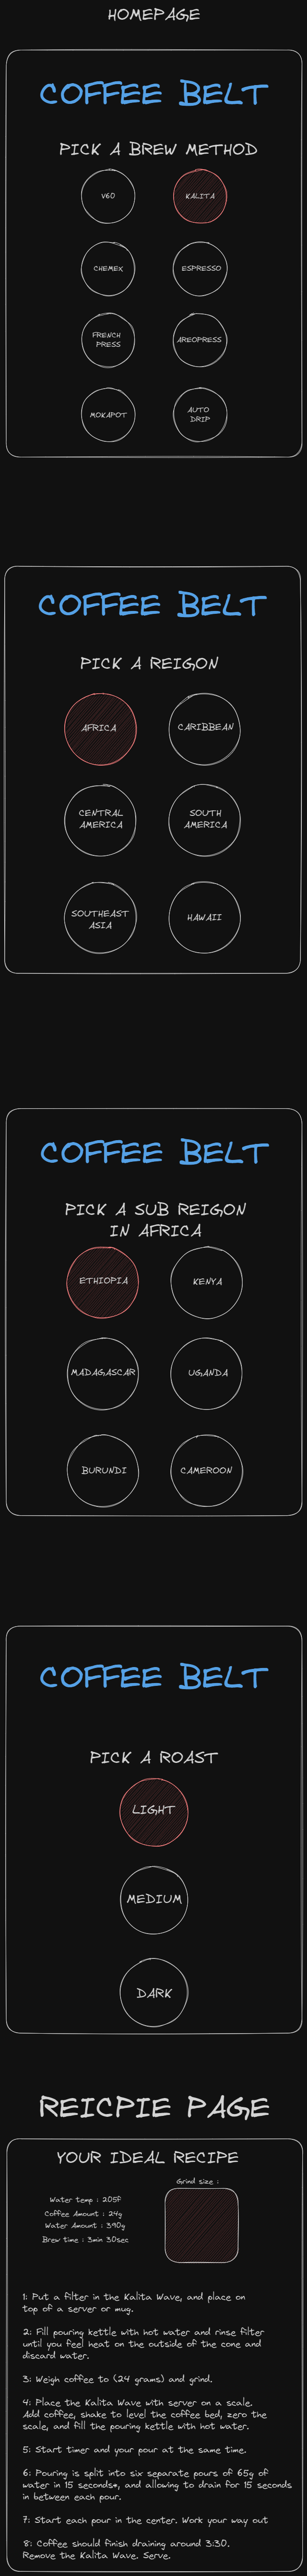 HOMEPAGE
COFFEE BELT
PICK A BREW METHOD
V60
KALITA
CHEMEX
ESPRESSO
FRENCH
PRESS
AREOPRESS
MOKAPOT
AUTO
DRIP
COFFEE BELT
PICK A REIGON
AFRICA
CARIBBEAN
CENTRAL
AMERICA
SOUTH
AMERICA
SOUTHEAST
ASIA
HAWAII
COFFEE BELT
PICK A SUB REIGON
IN AFRICA
ETHIOPIA
KENYA
MADAGASCAR
UGANDA
BURUNDI
CAMEROON
COFFEE BELT
PICK A ROAST
LIGHT
MEDIUM
DARK
REICPIE PAGE
YOUR IDEAL RECIPE
Grind size :
Water temp : 205f
Coffee Amount : 24g
Water Amount : 390g
Brew time : 3min 30sec
1: Put a filter in the Kalita Wave, and place on
top of a server or mug.
2: Fill pouring kettle with hot water and rinse filter
until you feel heat on the outside of the cone and
discard water.
3: Weigh coffee to (24 grams) and grind.
4: Place the Kalita Wave with server on a scale.
Add coffee, shake to level the coffee bed, zero the
scale, and fill the pouring kettle with hot water.
5: Start timer and your pour at the same time.
6: Pouring is split into six separate pours of 65g of
water in 15 seconds*, and allowing to drain for 15 seconds
in between each pour.
7: Start each pour in the center. Work your way out
8: Coffee should finish draining around 3:30.
Remove the Kalita Wave. Serve.